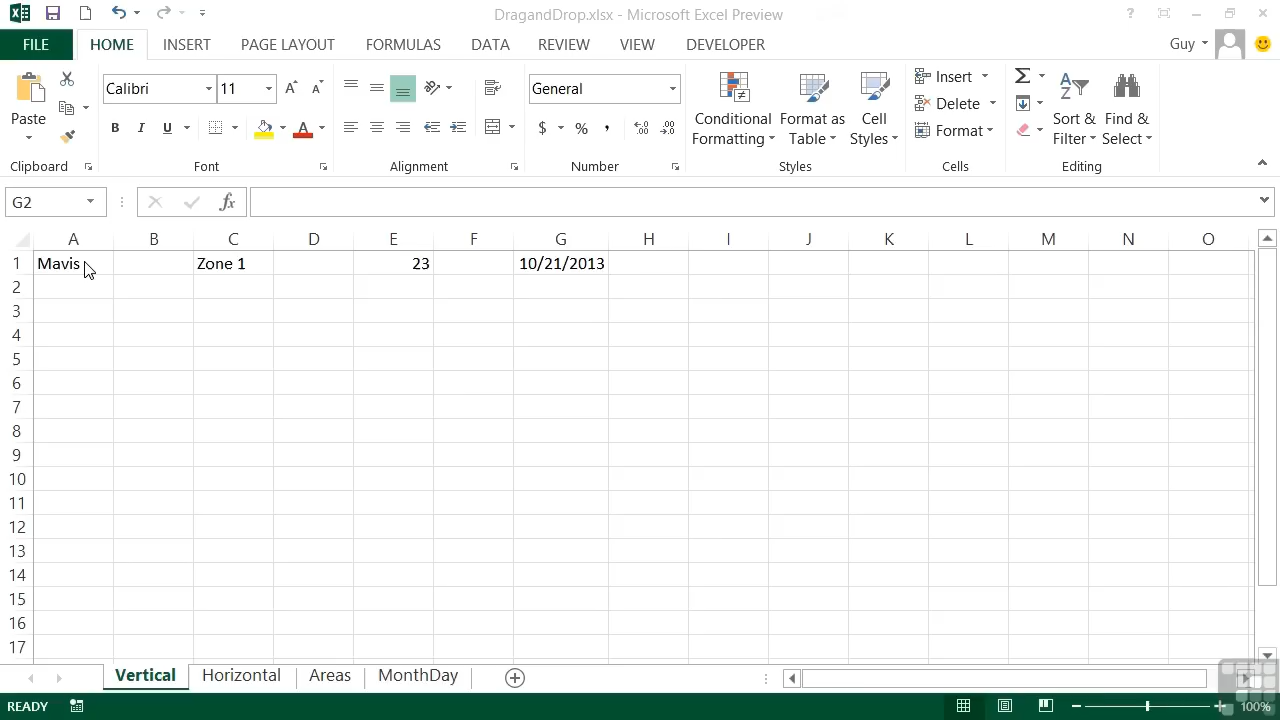 DragandDrop.xlsx - Microsoft Excel Preview
?
FILE HOME INSERT PAGE LAYOUT FORMULAS DATA REVIEW VIEW DEVELOPER Guy
Paste
Clipboard
Calibri 11
B I U
Font
Alignment
General
$ % ,
Number
Conditional Formatting
Format as Table
Cell Styles
Styles
Insert
Delete
Format
Cells
Sort & Filter
Find & Select
Editing
G2 fx
A B C D E F G H I J K L M N O
1 Mavis Zone 1 23 10/21/2013
2
3
4
5
6
7
8
9
10
11
12
13
14
15
16
17
Vertical Horizontal Areas MonthDay
READY 100%